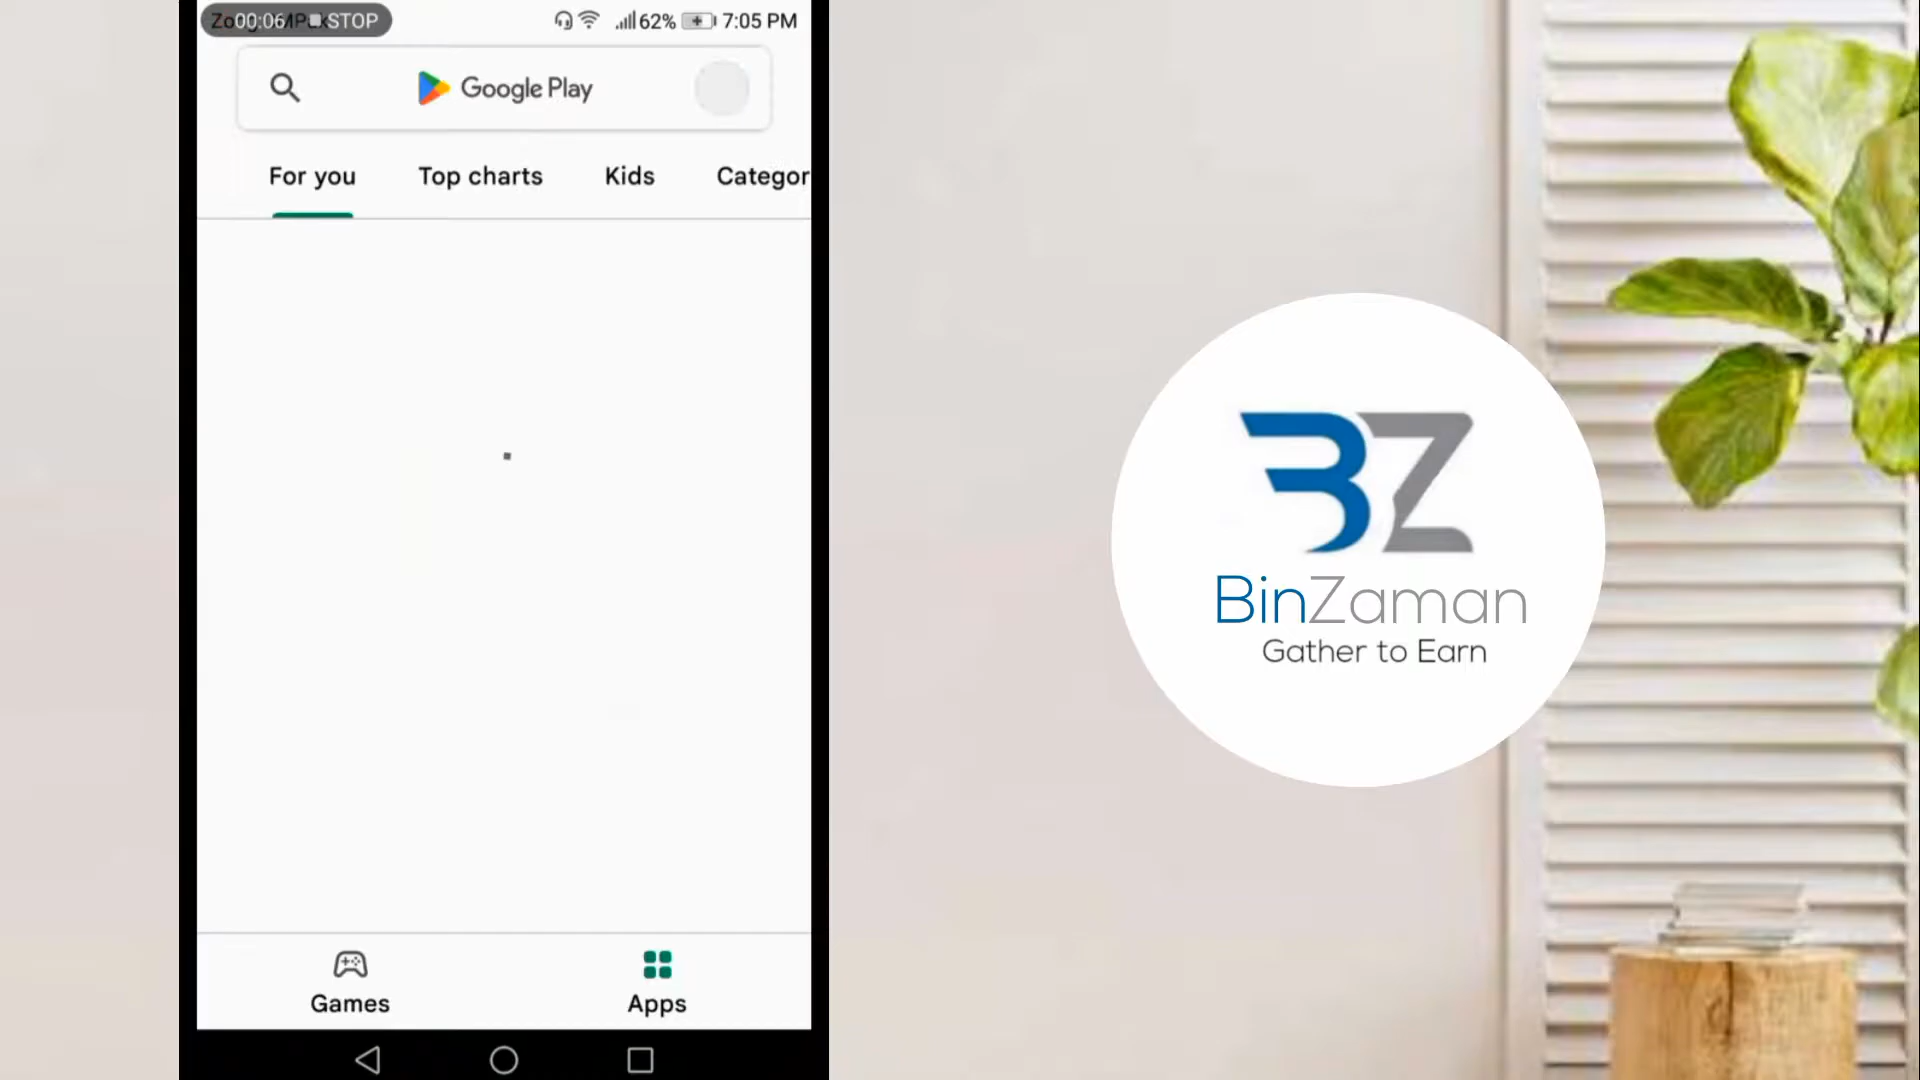 00:06 STOP
62% 7:05 PM
Google Play
For you Top charts Kids Categor
Games Apps
BZ
BinZaman
Gather to Earn